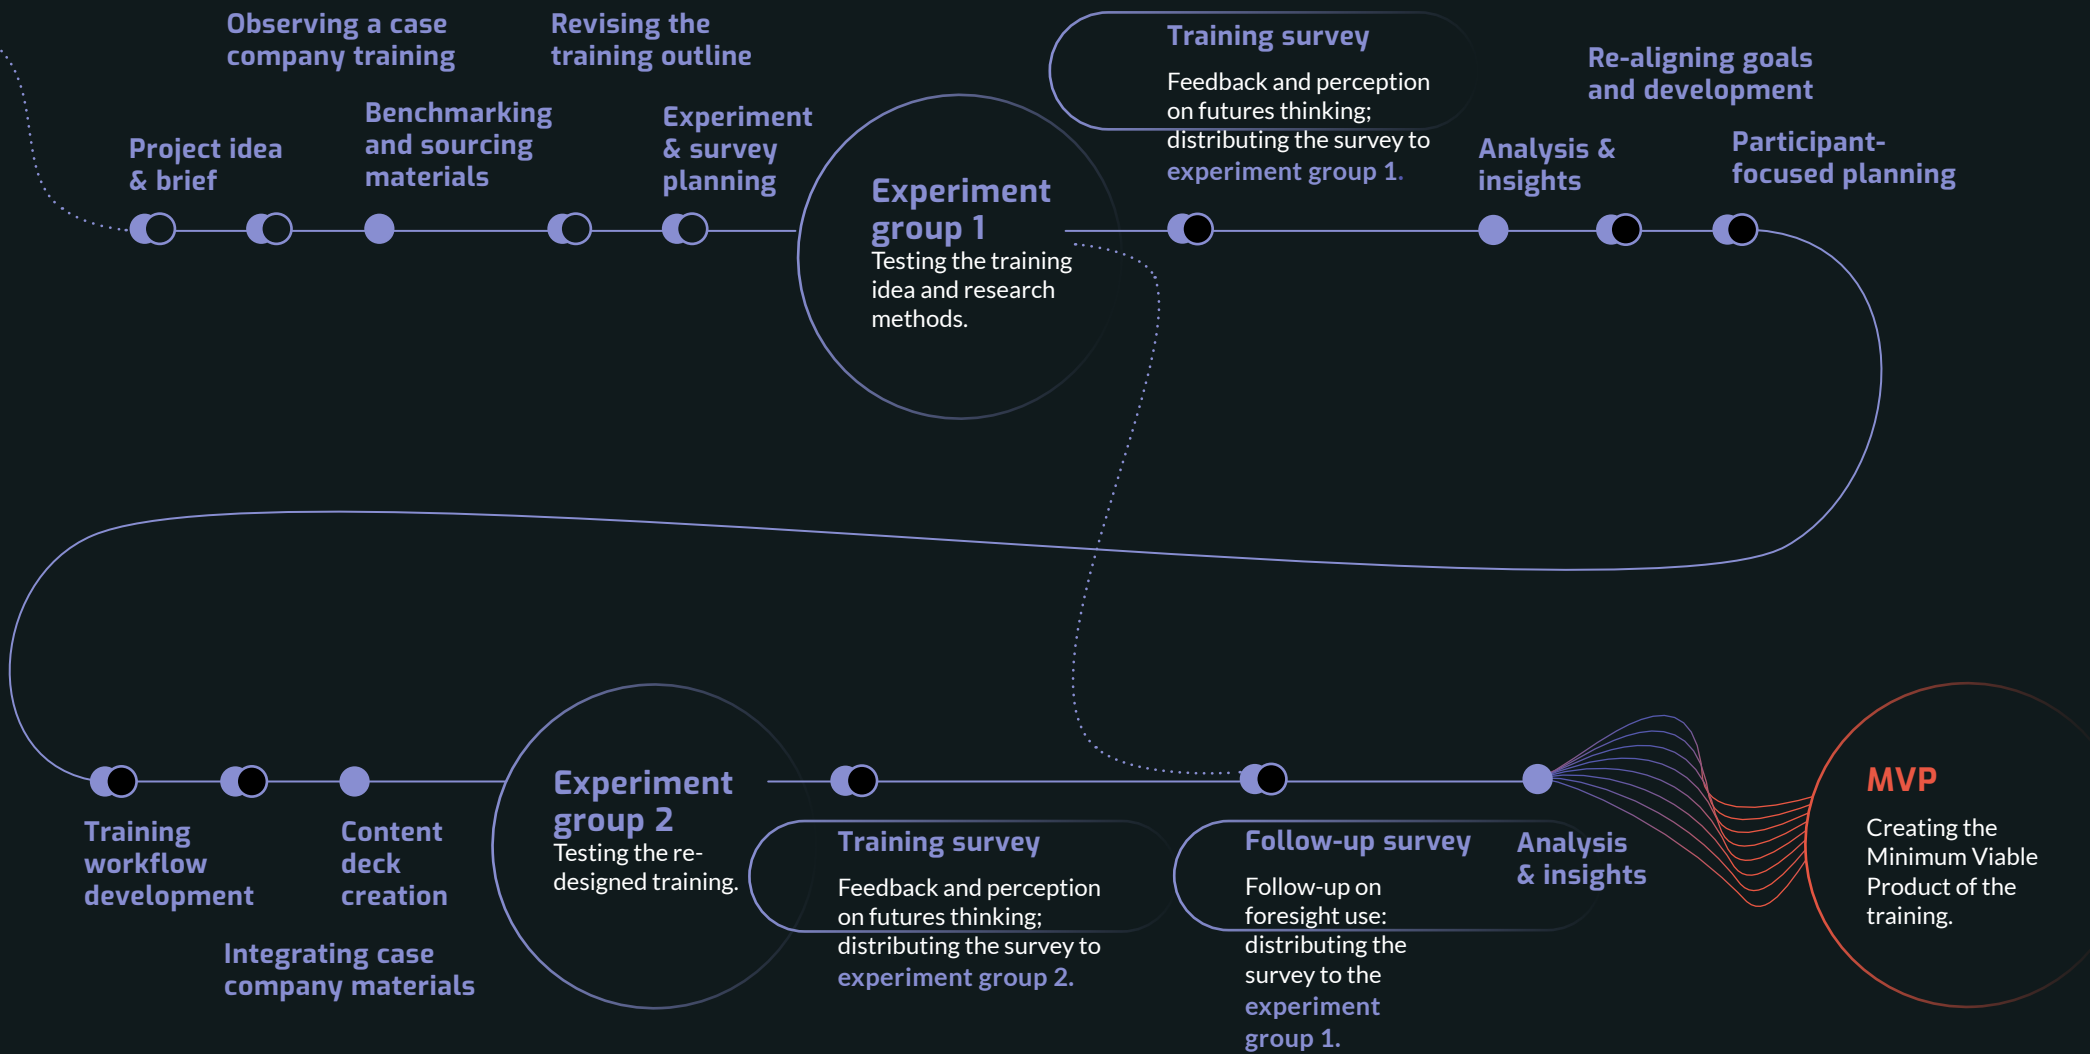 Observing a case
company training
Revising the
training outline
Training survey
Feedback and perception
on futures thinking;
distributing the survey to
experiment group 1.
Re-aligning goals
and development
Project idea
& brief
Benchmarking
and sourcing
materials
Experiment
& survey
planning
Experiment
group 1
Testing the training
idea and research
methods.
Analysis &
insights
Participant-
focused planning
Training
workflow
development
Integrating case
company materials
Content
deck
creation
Experiment
group 2
Testing the re-
designed training.
Training survey
Feedback and perception
on futures thinking;
distributing the survey to
experiment group 2.
Follow-up survey
Follow-up on
foresight use:
distributing the
survey to the
experiment
group 1.
Analysis
& insights
MVP
Creating the
Minimum Viable
Product of the
training.